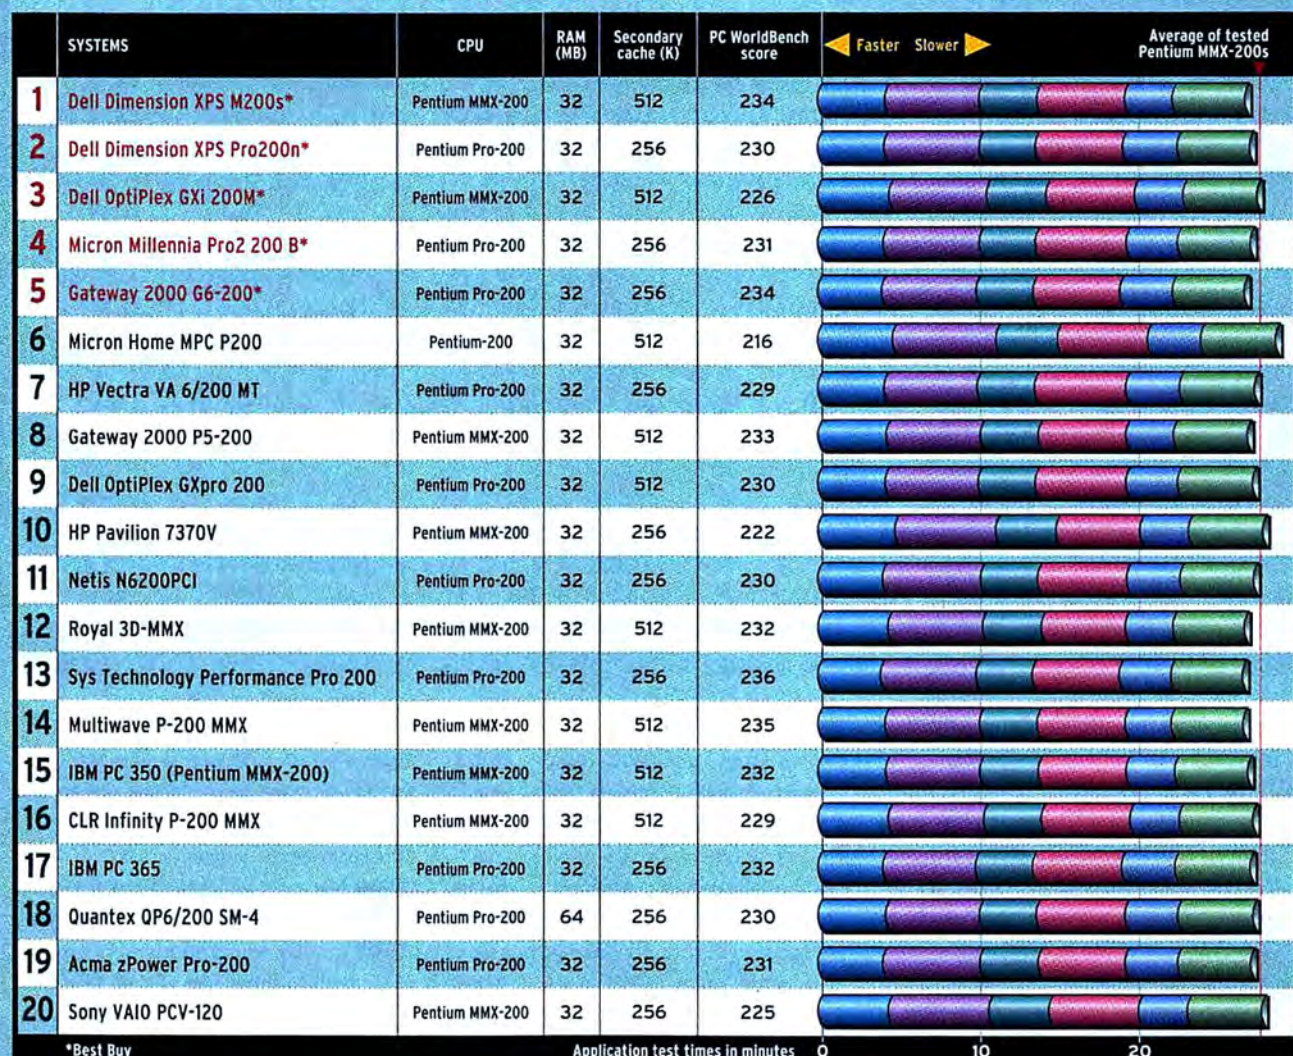 SYSTEMS CPU RAM (MB) Secondary cache (K) PC WorldBench score Faster Slower Average of tested Pentium MMX-200s
1 Dell Dimension XPS M200s* Pentium MMX-200 32 512 234
2 Dell Dimension XPS Pro200n* Pentium Pro-200 32 256 230
3 Dell OptiPlex GXi 200M* Pentium MMX-200 32 512 226
4 Micron Millennia Pro2 200 B* Pentium Pro-200 32 256 231
5 Gateway 2000 G6-200* Pentium Pro-200 32 256 234
6 Micron Home MPC P200 Pentium-200 32 512 216
7 HP Vectra VA 6/200 MT Pentium Pro-200 32 256 229
8 Gateway 2000 P5-200 Pentium MMX-200 32 512 233
9 Dell OptiPlex GXpro 200 Pentium Pro-200 32 512 230
10 HP Pavilion 7370V Pentium MMX-200 32 256 222
11 Netis N6200PCI Pentium Pro-200 32 256 230
12 Royal 3D-MMX Pentium MMX-200 32 512 232
13 Sys Technology Performance Pro 200 Pentium Pro-200 32 256 236
14 Multiwave P-200 MMX Pentium MMX-200 32 512 235
15 IBM PC 350 (Pentium MMX-200) Pentium MMX-200 32 512 232
16 CLR Infinity P-200 MMX Pentium MMX-200 32 512 229
17 IBM PC 365 Pentium Pro-200 32 256 232
18 Quantex QP6/200 SM-4 Pentium Pro-200 64 256 230
19 Acma zPower Pro-200 Pentium Pro-200 32 256 231
20 Sony VAIO PCV-120 Pentium MMX-200 32 256 225
*Best Buy Application test times in minutes 0 10 20